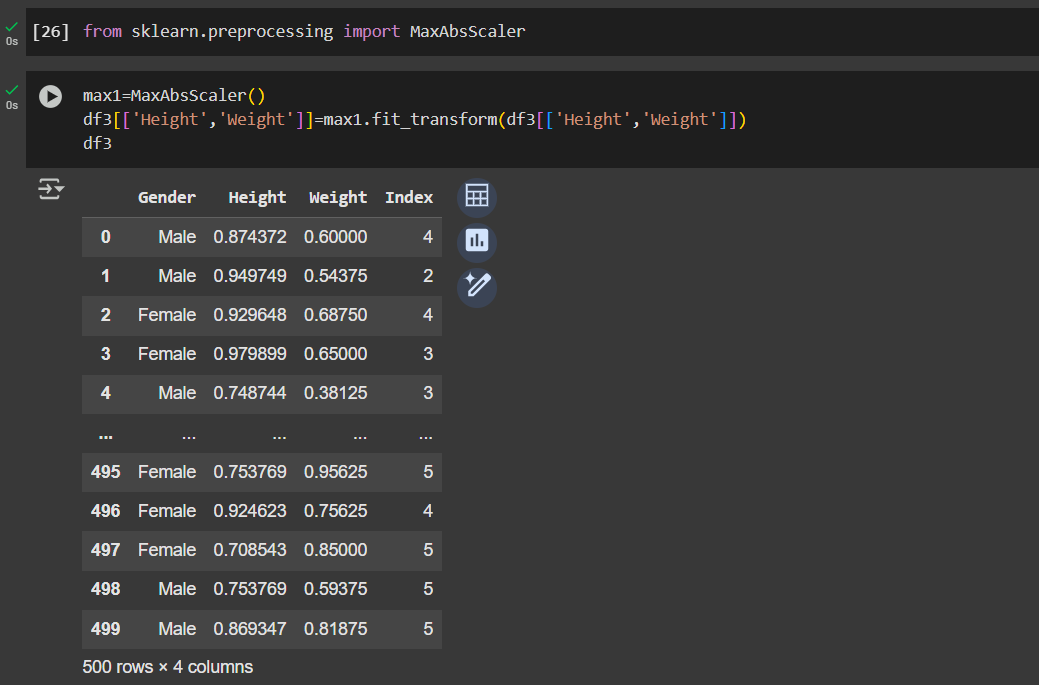 [26] from sklearn.preprocessing import MaxAbsScaler
0s
max1=MaxAbsScaler()
0s
df3[['Height','Weight']]=max1.fit_transform(df3[['Height','Weight']])
df3
Gender Height Weight Index
0 Male 0.874372 0.60000 4
1 Male 0.949749 0.54375 2
2 Female 0.929648 0.68750 4
3 Female 0.979899 0.65000 3
4 Male 0.748744 0.38125 3
... ... ... ... ...
495 Female 0.753769 0.95625 5
496 Female 0.924623 0.75625 4
497 Female 0.708543 0.85000 5
498 Male 0.753769 0.59375 5
499 Male 0.869347 0.81875 5
500 rows × 4 columns